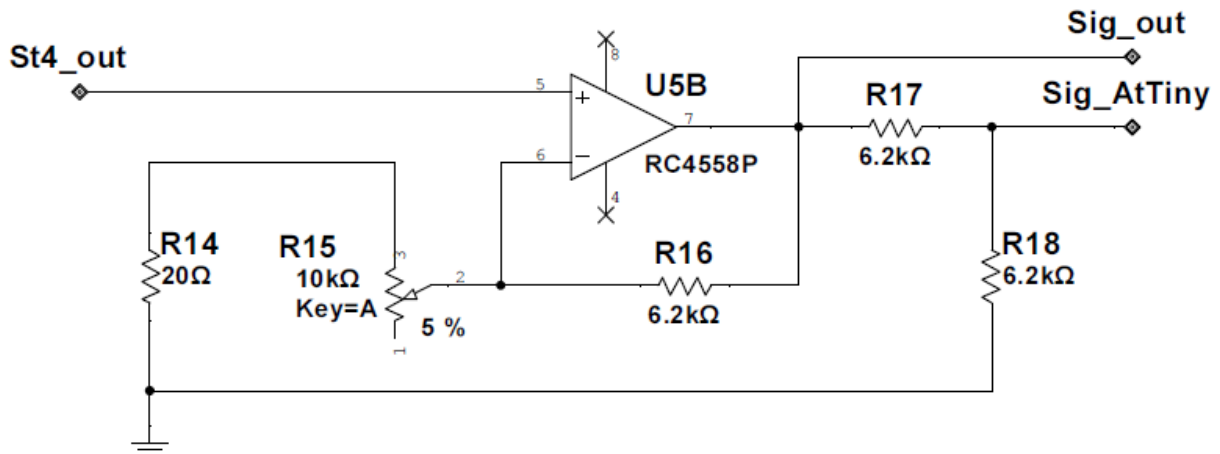 Sig_out
St4_out
8
5
U5B
+
7
R17
Sig_AtTiny
6
−
RC4558P
6.2kΩ
4
R14
20Ω
R15
10kΩ
Key=A
3
2
5 %
1
R16
6.2kΩ
R18
6.2kΩ